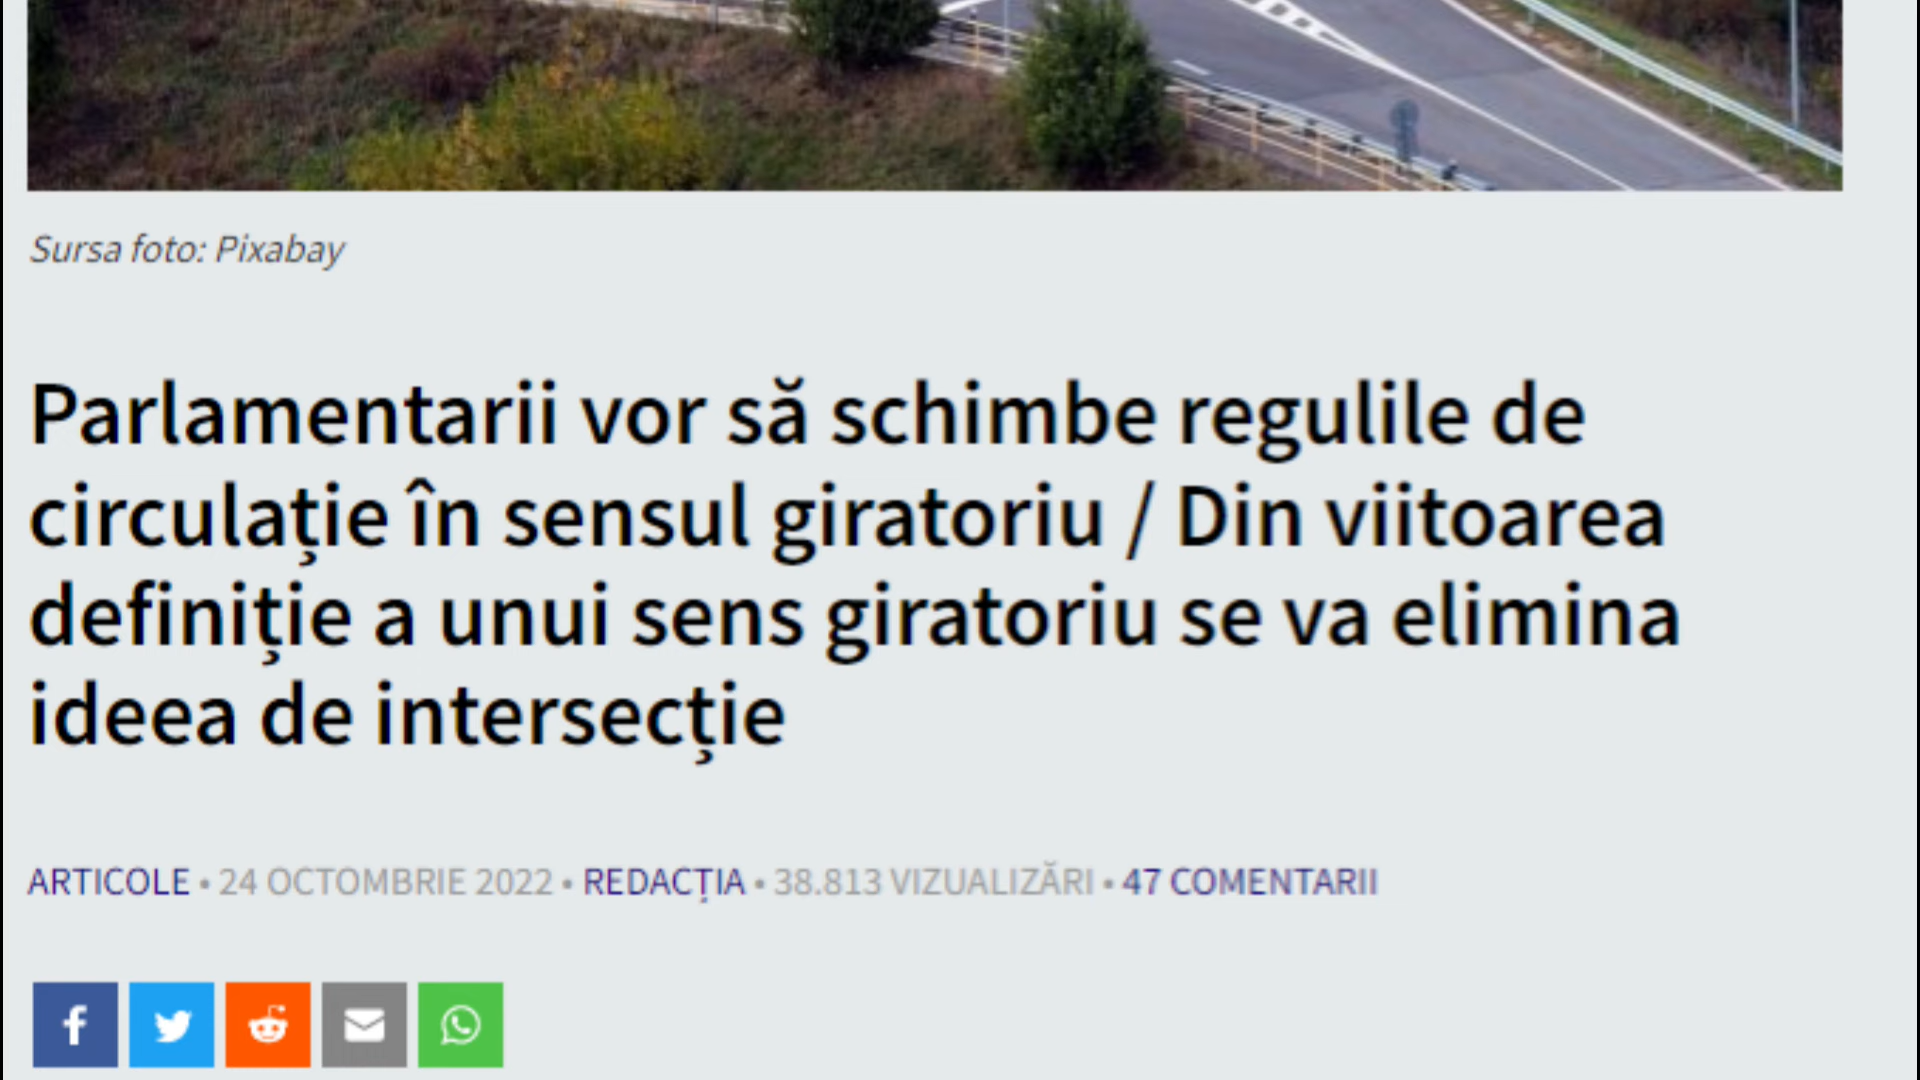 Sursa foto: Pixabay
Parlamentarii vor să schimbe regulile de
circulație în sensul giratoriu / Din viitoarea
definiție a unui sens giratoriu se va elimina
ideea de intersecție
ARTICOLE • 24 OCTOMBRIE 2022 • REDACȚIA • 38.813 VIZUALIZĂRI • 47 COMENTARII